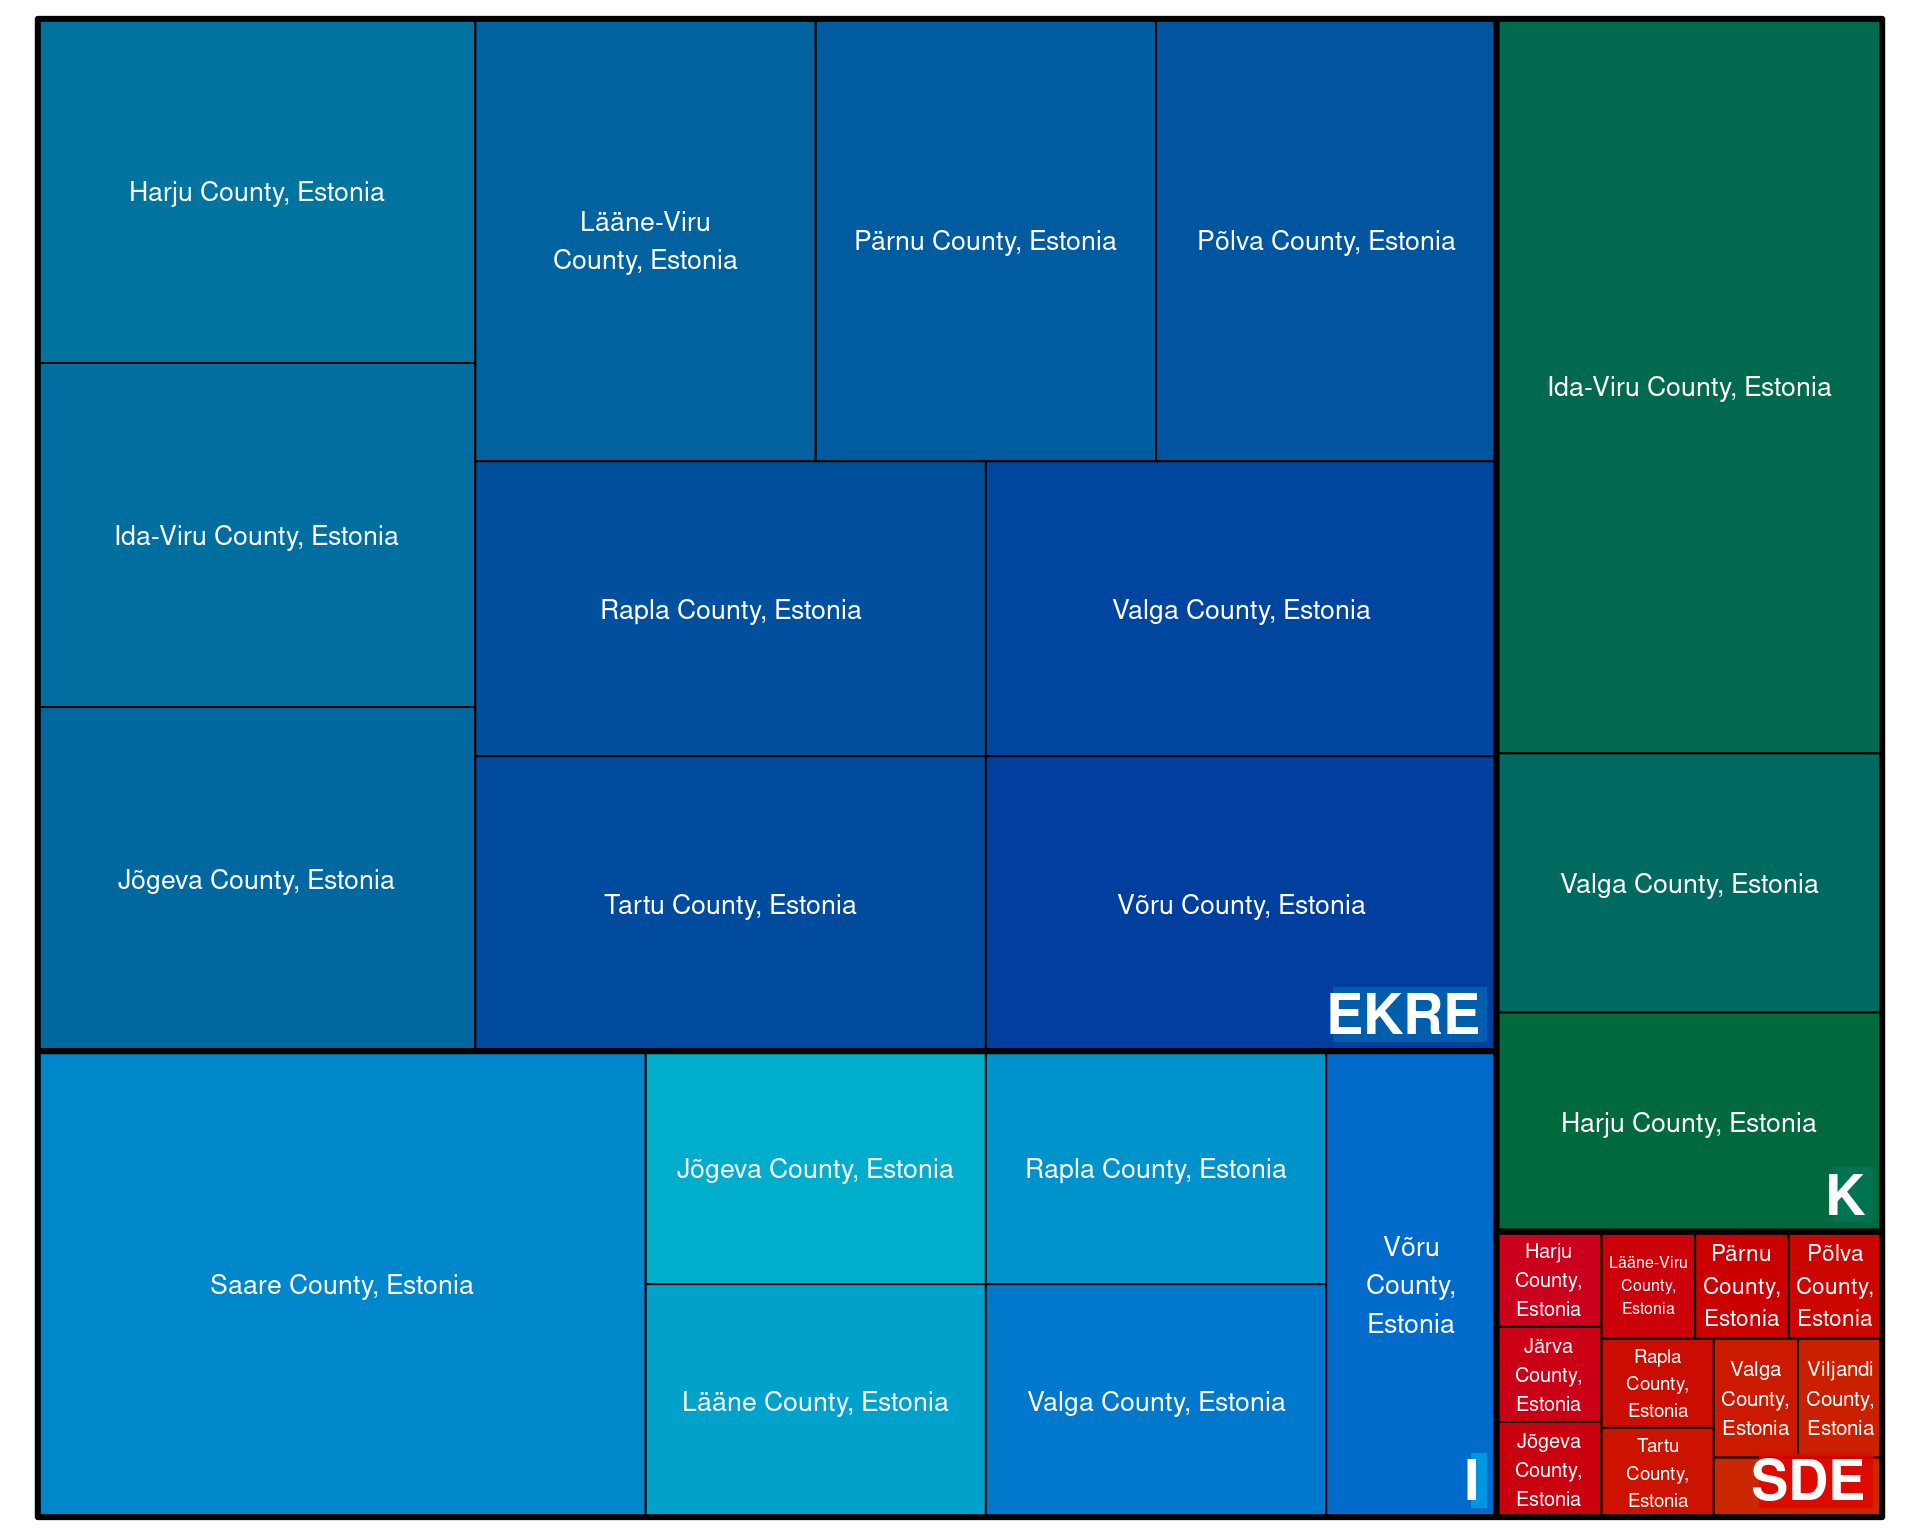 Harju County, Estonia
Ida-Viru County, Estonia
Jõgeva County, Estonia
Lääne-Viru
County, Estonia
Pärnu County, Estonia
Põlva County, Estonia
Rapla County, Estonia
Valga County, Estonia
Tartu County, Estonia
Võru County, Estonia
EKRE
Saare County, Estonia
Jõgeva County, Estonia
Lääne County, Estonia
Rapla County, Estonia
Valga County, Estonia
Võru
County,
Estonia
I
Ida-Viru County, Estonia
Valga County, Estonia
Harju County, Estonia
K
Harju
County,
Estonia
Järva
County,
Estonia
Jõgeva
County,
Estonia
Lääne-Viru
County,
Estonia
Pärnu
County,
Estonia
Põlva
County,
Estonia
Rapla
County,
Estonia
Tartu
County,
Estonia
Valga
County,
Estonia
Viljandi
County,
Estonia
SDE